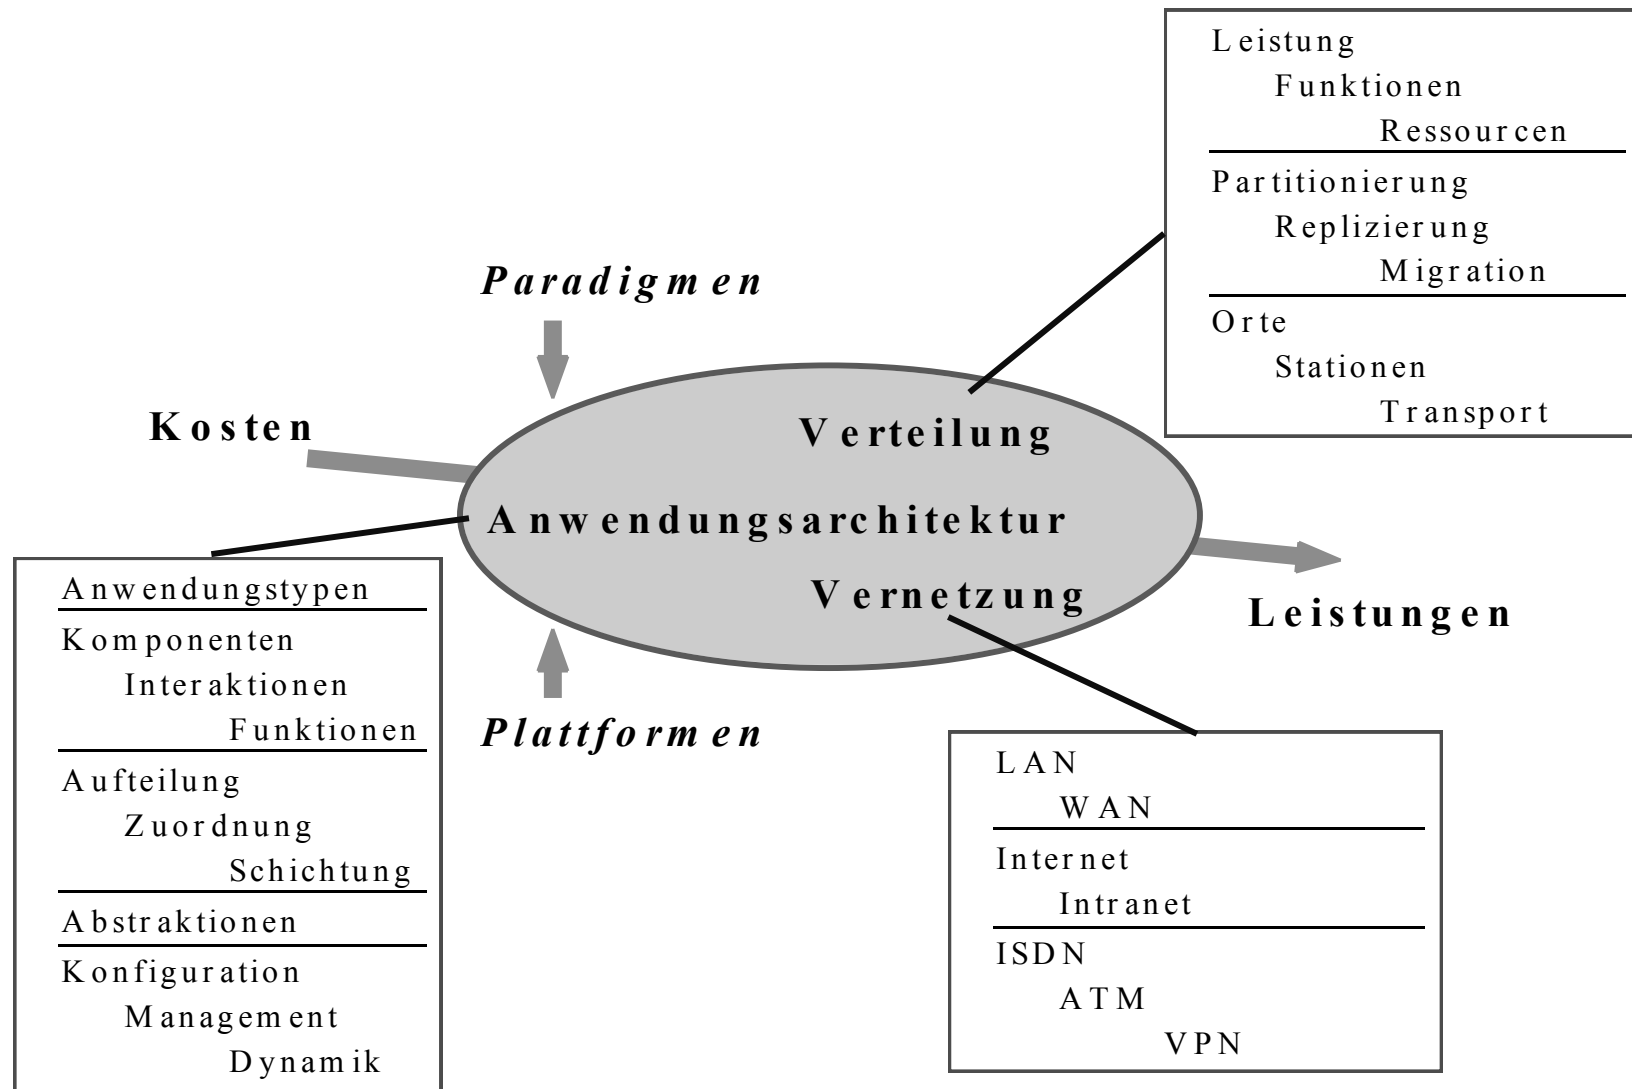 Leistung
Funktionen
Ressourcen
Partitionierung
Replizierung
Migration
Orte
Stationen
Transport
Paradigmen
Kosten
Verteilung
Anwendungsarchitektur
Vernetzung
Leistungen
Plattformen
Anwendungstypen
Komponenten
Interaktionen
Funktionen
Aufteilung
Zuordnung
Schichtung
Abstraktionen
Konfiguration
Management
Dynamik
LAN
WAN
Internet
Intranet
ISDN
ATM
VPN